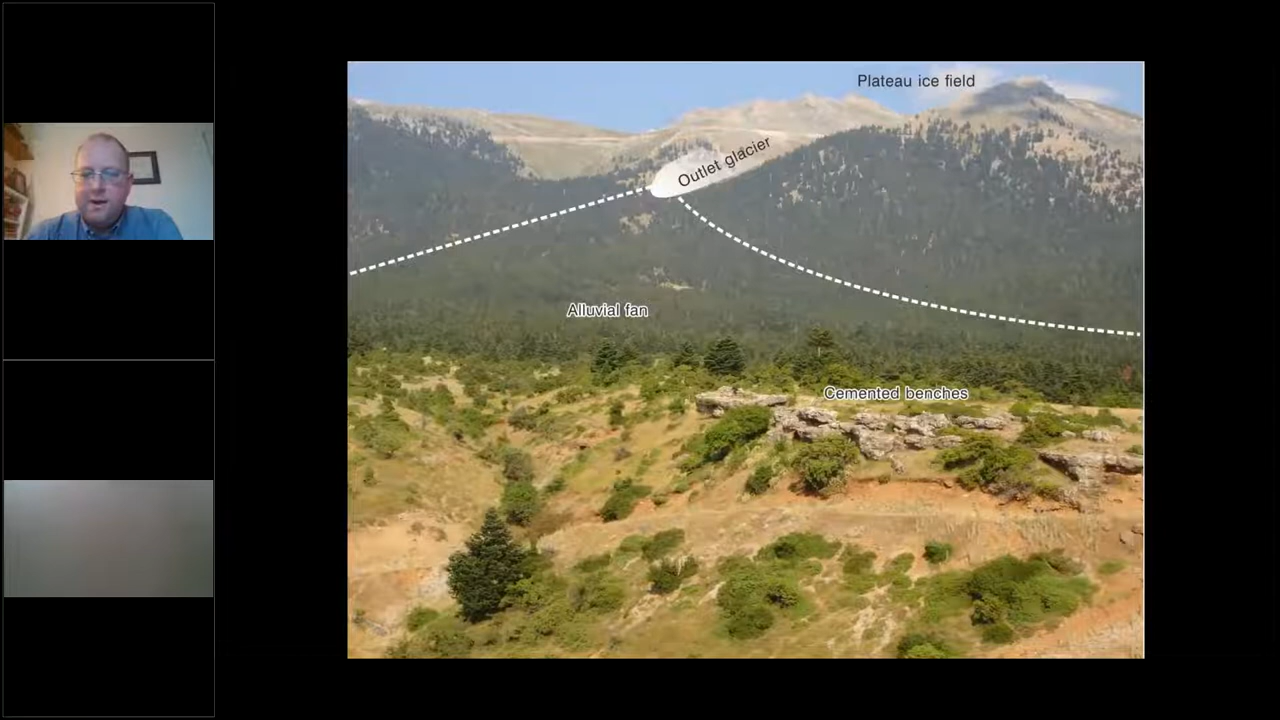 Plateau ice field
Outlet glacier
Alluvial fan
Cemented benches